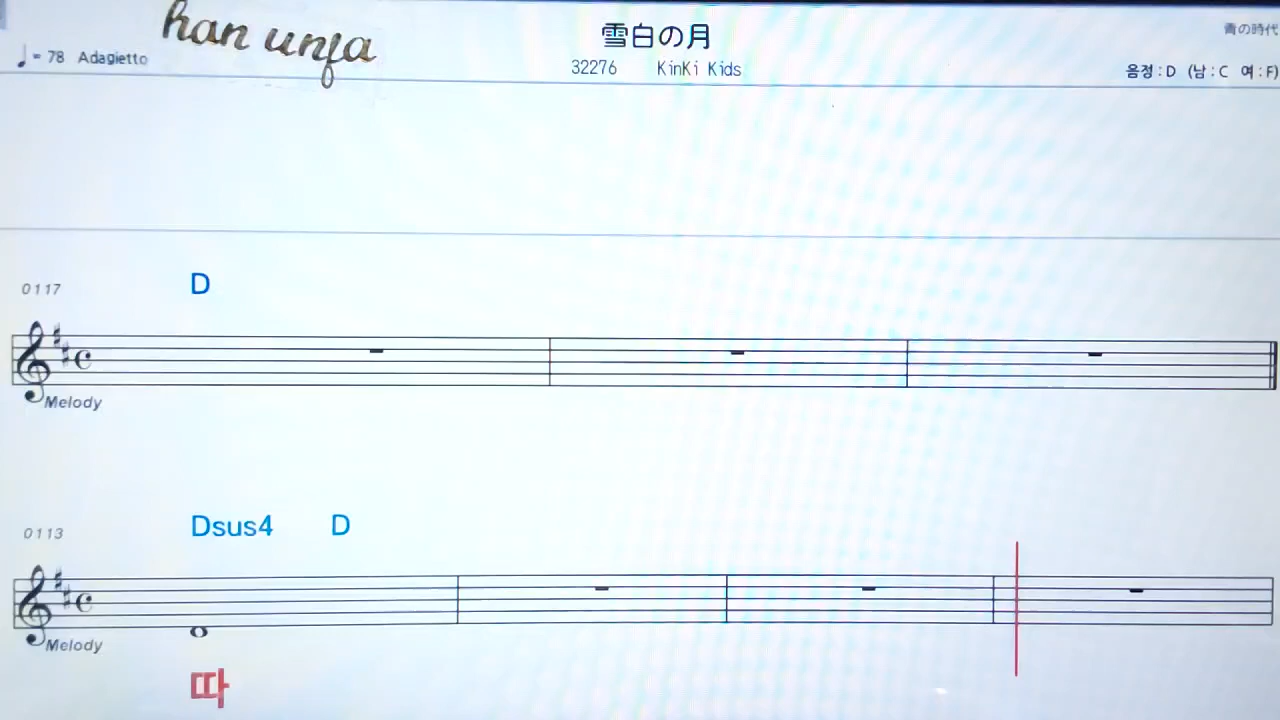 han unfa
雪白の月
青の時代
♩= 78 Adagietto
32276 KinKi Kids
음정 : D (남 : C 여 : F)
D
0117
Melody
Dsus4 D
0113
Melody
따